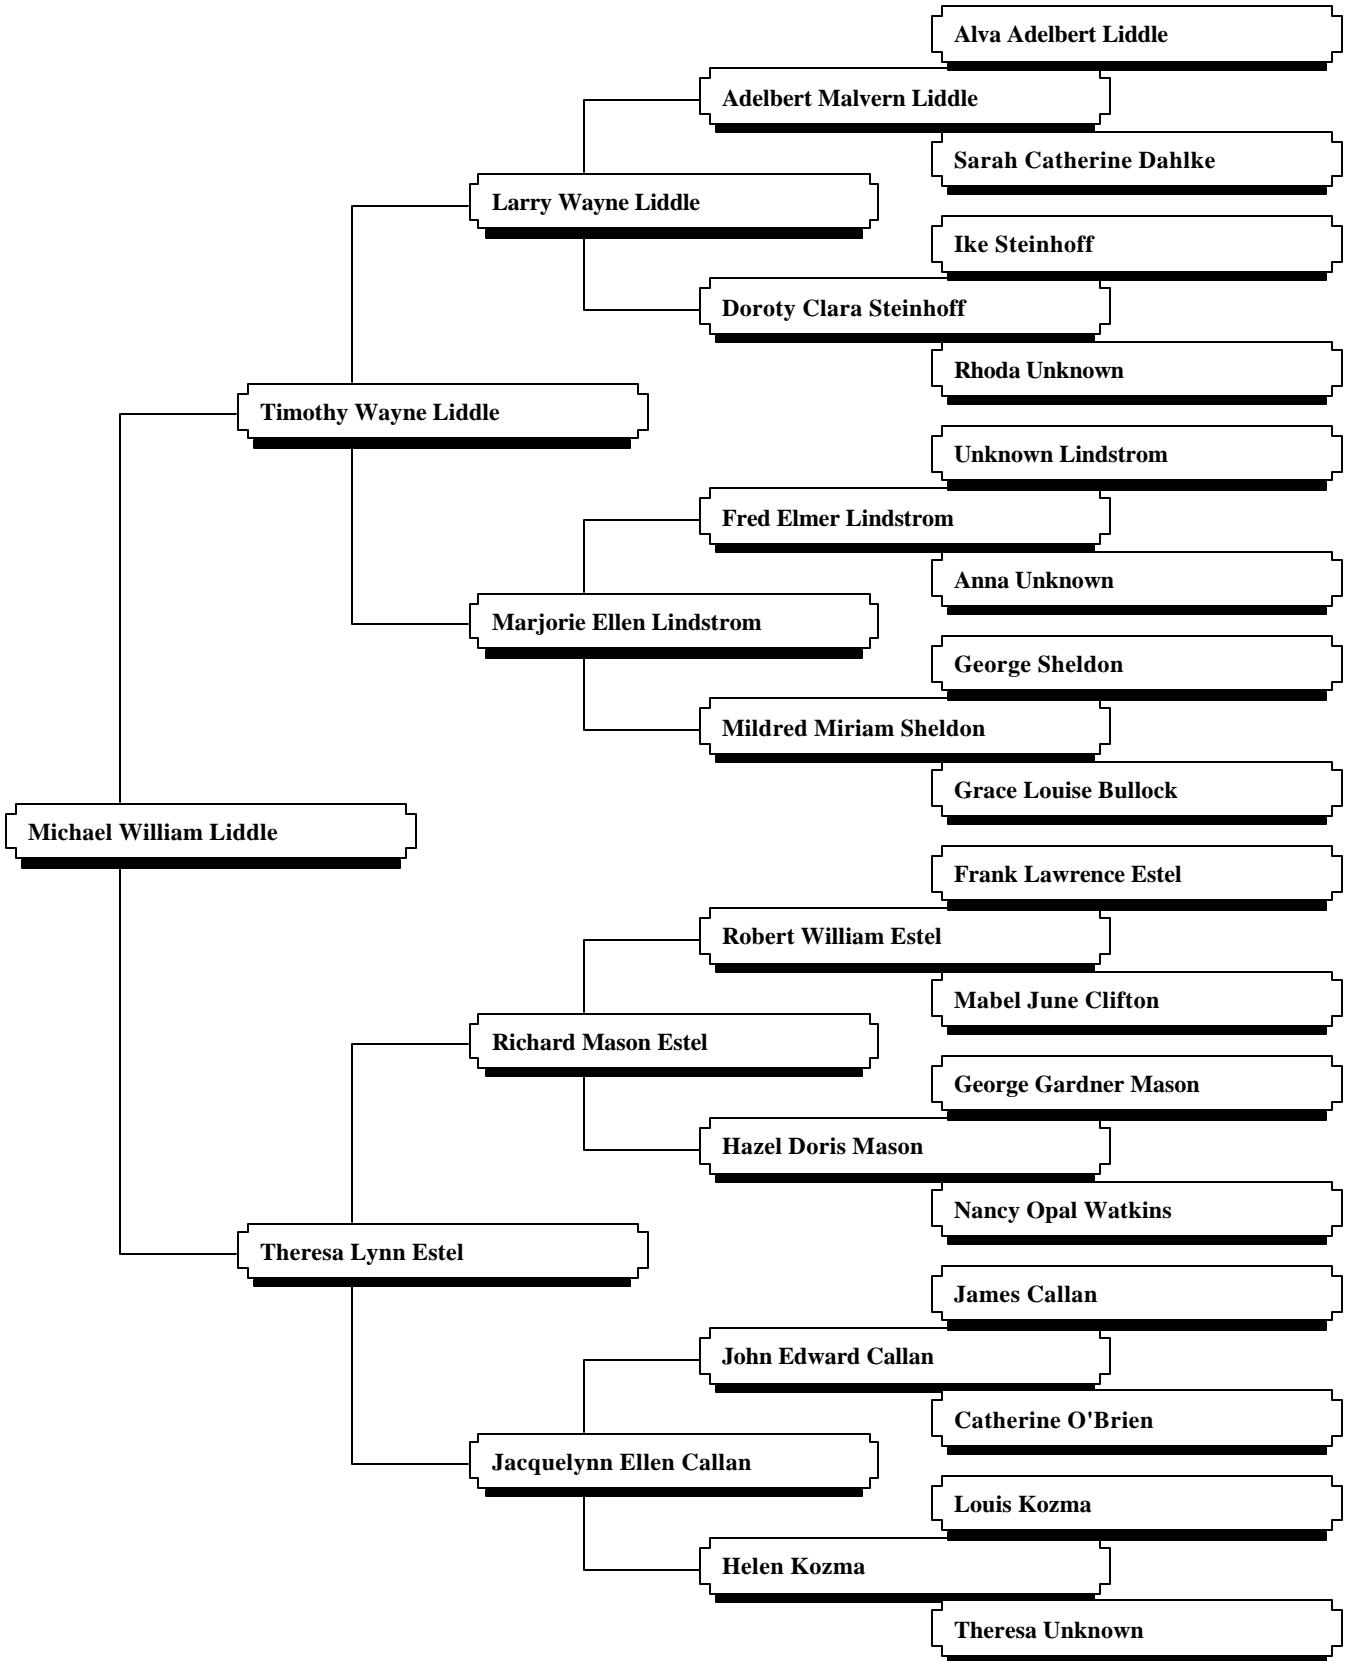 Alva Adelbert Liddle
Adelbert Malvern Liddle
Sarah Catherine Dahlke
Larry Wayne Liddle
Ike Steinhoff
Doroty Clara Steinhoff
Rhoda Unknown
Timothy Wayne Liddle
Unknown Lindstrom
Fred Elmer Lindstrom
Anna Unknown
Marjorie Ellen Lindstrom
George Sheldon
Mildred Miriam Sheldon
Grace Louise Bullock
Michael William Liddle
Frank Lawrence Estel
Robert William Estel
Mabel June Clifton
Richard Mason Estel
George Gardner Mason
Hazel Doris Mason
Nancy Opal Watkins
Theresa Lynn Estel
James Callan
John Edward Callan
Catherine O'Brien
Jacquelynn Ellen Callan
Louis Kozma
Helen Kozma
Theresa Unknown